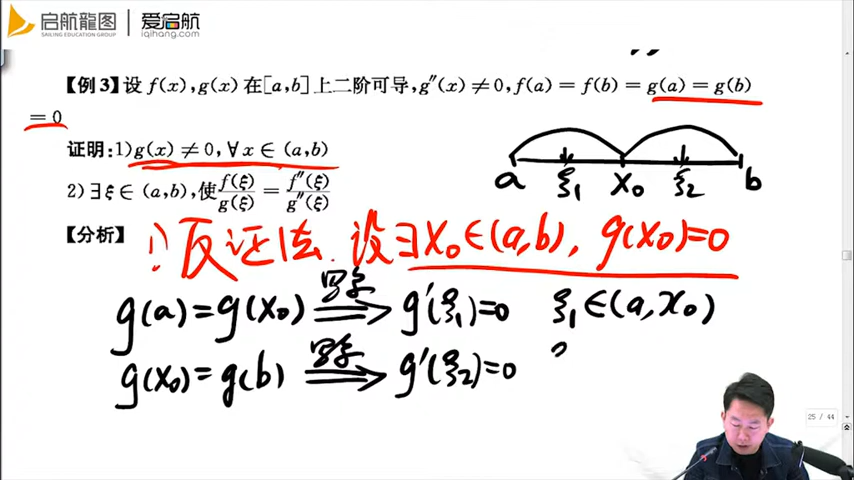 启航龍图 爱启航
SAILING EDUCATION GROUP iqihang.com
【例3】设 f(x),g(x) 在[a,b]上二阶可导,g″(x)≠0,f(a)=f(b)=g(a)=g(b)
=0
证明:1)g(x)≠0,∀x∈(a,b)
2)∃ξ∈(a,b),使f(ξ)/g(ξ)=f″(ξ)/g″(ξ)
a ξ₁ x₀ ξ₂ b
【分析】 1) 反证法. 设∃x₀∈(a,b), g(x₀)=0
g(a)=g(x₀) 罗尔⟹ g′(ξ₁)=0 ξ₁∈(a,x₀)
g(x₀)=g(b) 罗尔⟹ g′(ξ₂)=0
25 / 44